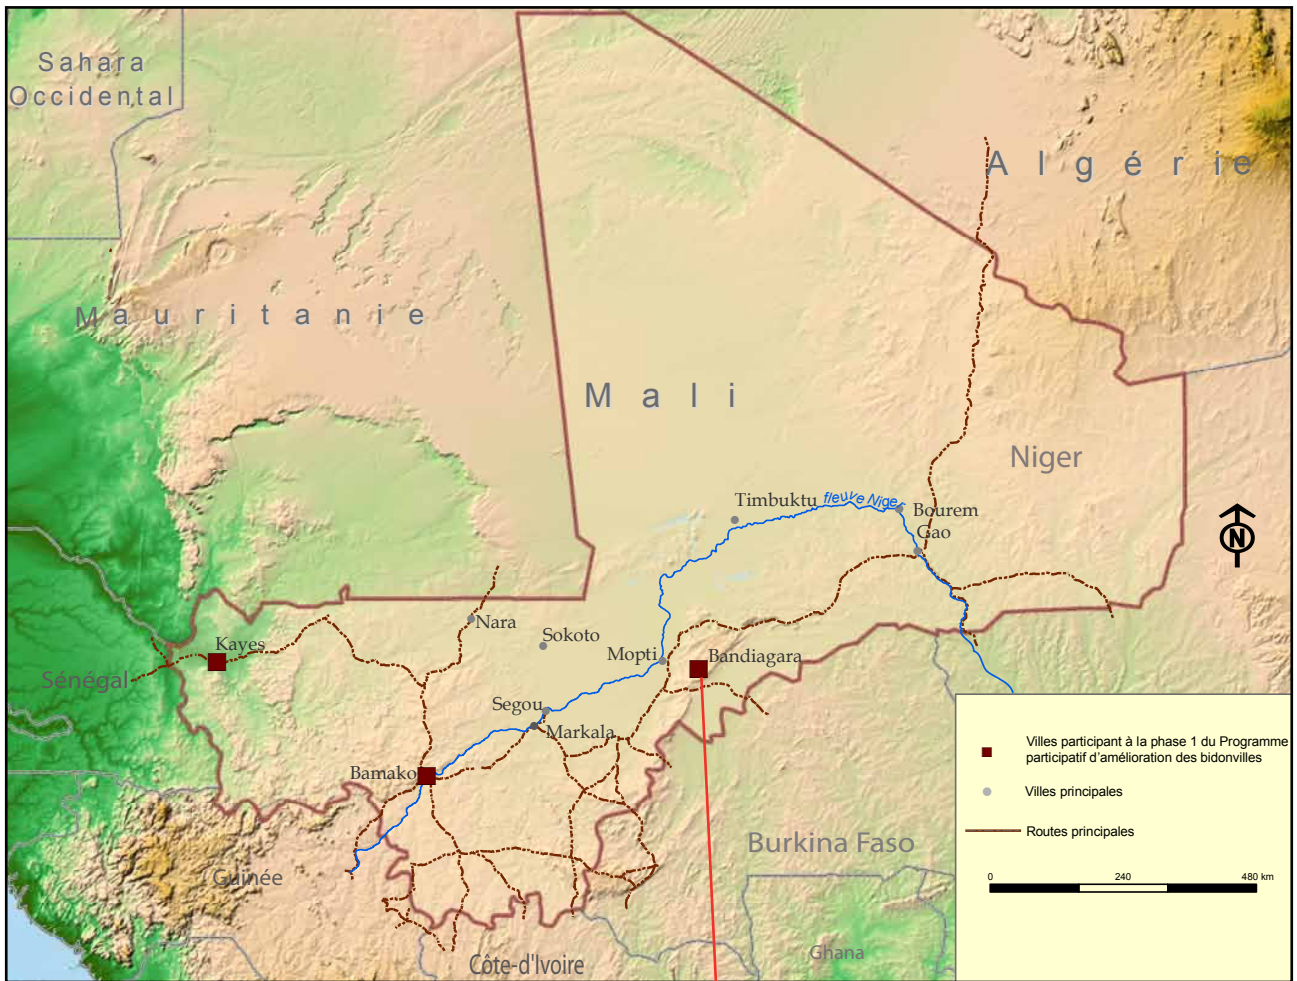 Sahara
Occidental
Algérie
Mauritanie
Mali
Niger
Timbuktu
fleuve Niger
Bourem
Gao
Nara
Sokoto
Kayes
Mopti
Bandiagara
Sénégal
Segou
Markala
Bamako
Burkina Faso
Guinée
Ghana
Côte-d'Ivoire
N
Villes participant à la phase 1 du Programme
participatif d'amélioration des bidonvilles
Villes principales
Routes principales
0 240 480 km